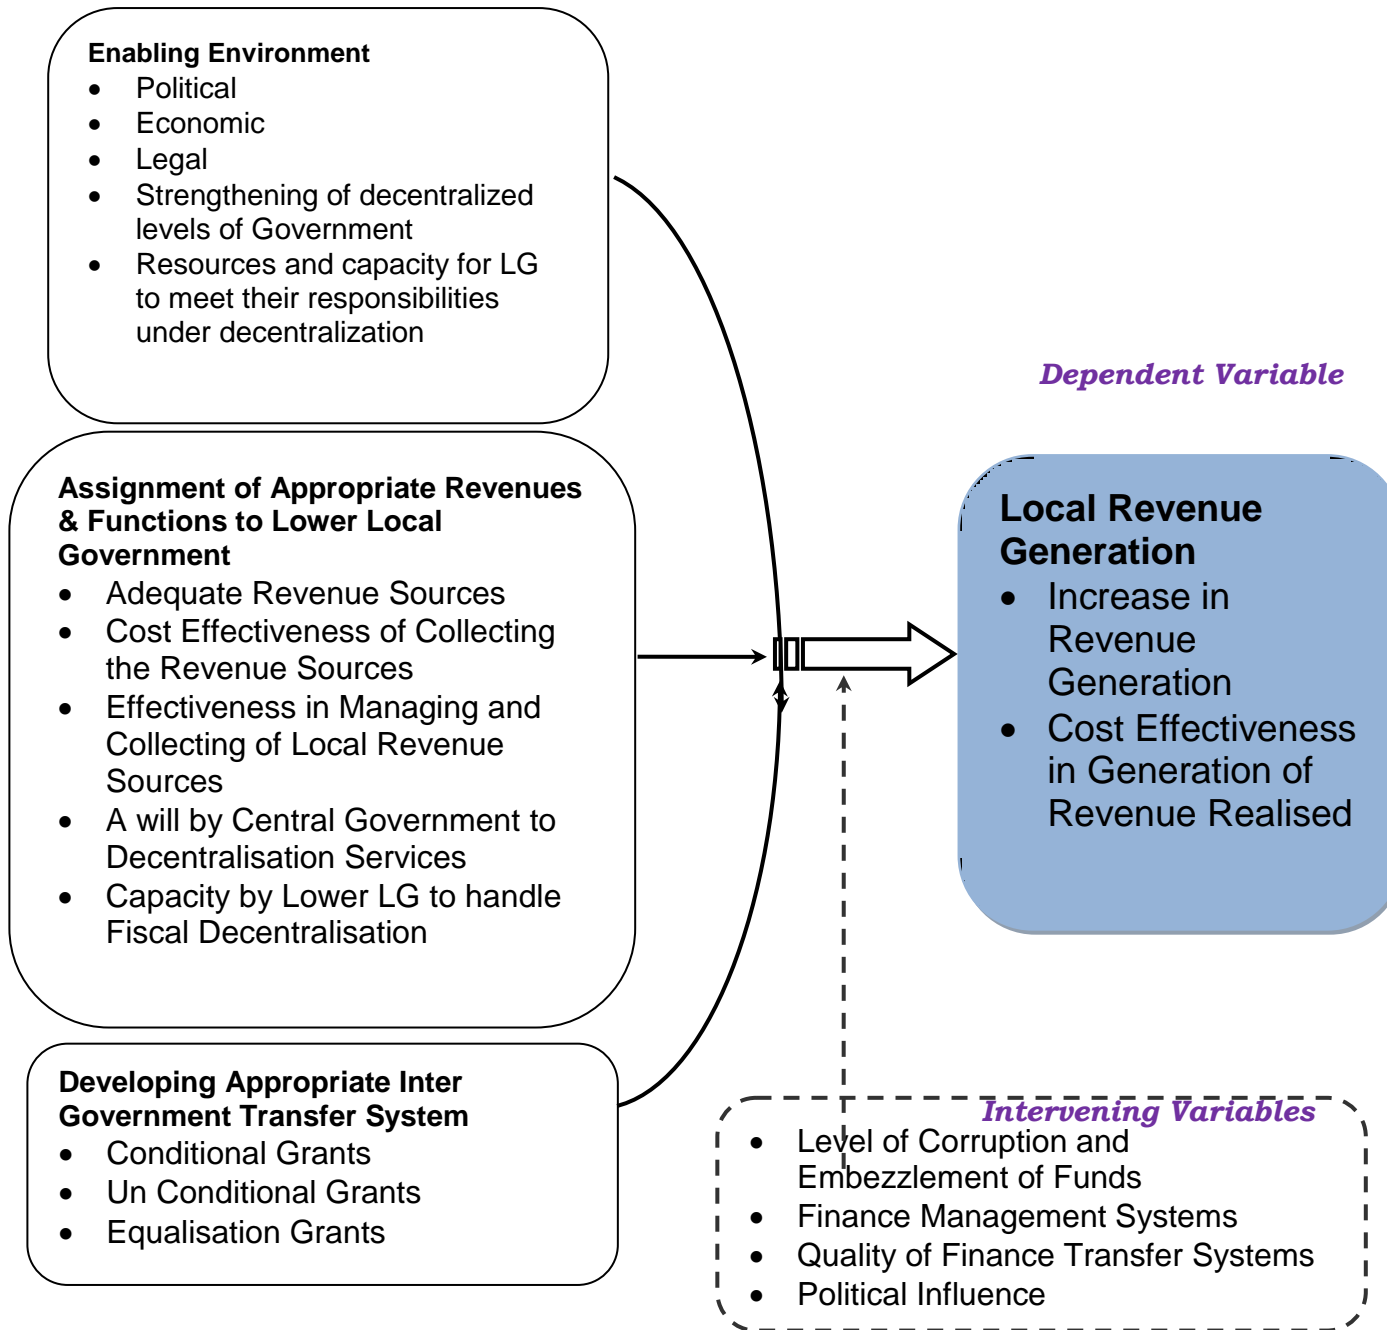 Enabling Environment
• Political
• Economic
• Legal
• Strengthening of decentralized
levels of Government
• Resources and capacity for LG
to meet their responsibilities
under decentralization
Assignment of Appropriate Revenues
& Functions to Lower Local
Government
• Adequate Revenue Sources
• Cost Effectiveness of Collecting
the Revenue Sources
• Effectiveness in Managing and
Collecting of Local Revenue
Sources
• A will by Central Government to
Decentralisation Services
• Capacity by Lower LG to handle
Fiscal Decentralisation
Developing Appropriate Inter
Government Transfer System
• Conditional Grants
• Un Conditional Grants
• Equalisation Grants
Dependent Variable
Local Revenue
Generation
• Increase in
Revenue
Generation
• Cost Effectiveness
in Generation of
Revenue Realised
Intervening Variables
• Level of Corruption and
Embezzlement of Funds
• Finance Management Systems
• Quality of Finance Transfer Systems
• Political Influence